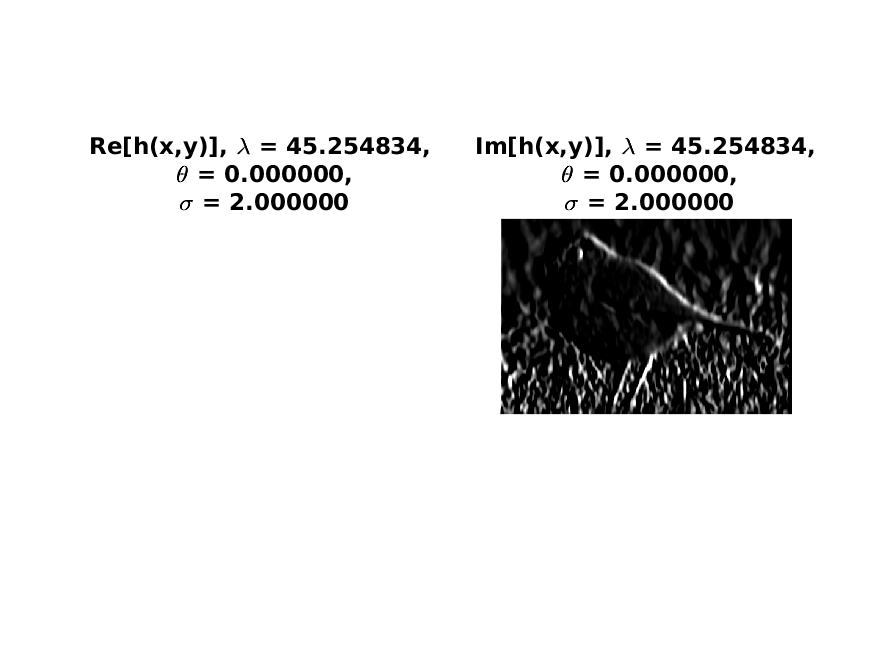 Re[h(x,y)], λ = 45.254834,
θ = 0.000000,
σ = 2.000000
Im[h(x,y)], λ = 45.254834,
θ = 0.000000,
σ = 2.000000